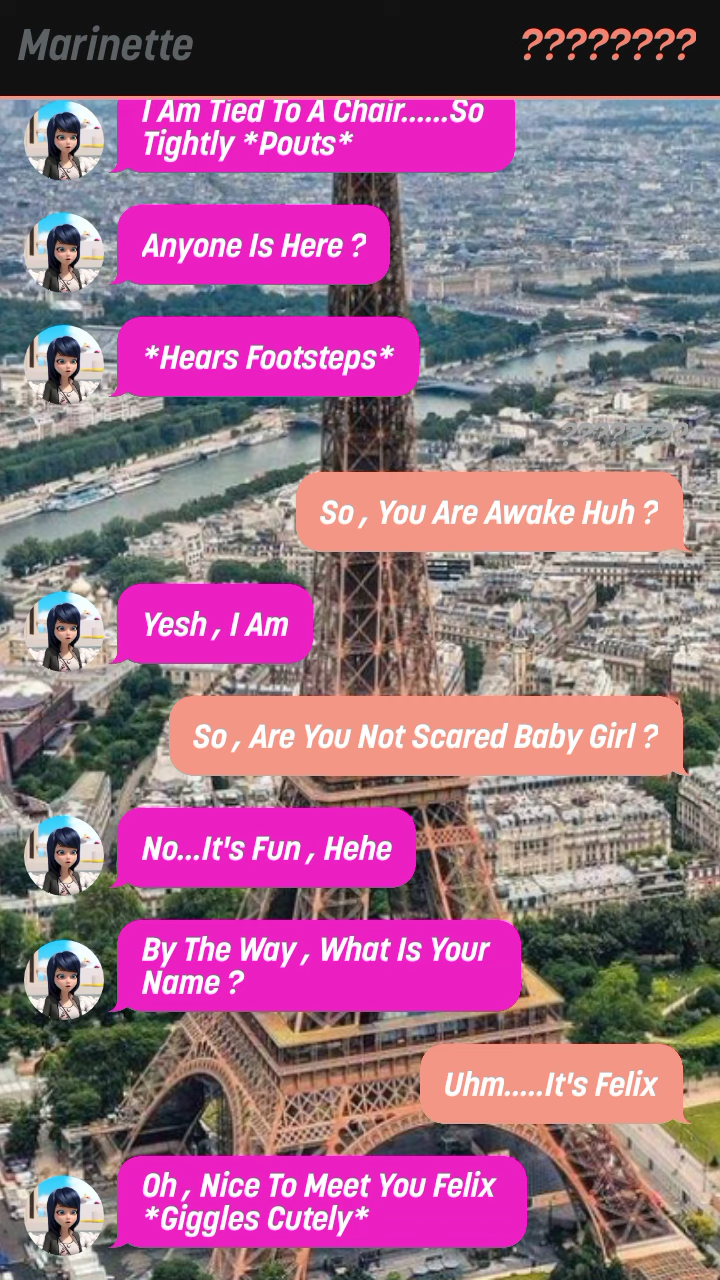 Marinette
????????
I Am Tied To A Chair......So
Tightly *Pouts*
Anyone Is Here ?
*Hears Footsteps*
????????
So , You Are Awake Huh ?
Yesh , I Am
So , Are You Not Scared Baby Girl ?
No...It's Fun , Hehe
By The Way , What Is Your
Name ?
Uhm.....It's Felix
Oh , Nice To Meet You Felix
*Giggles Cutely*